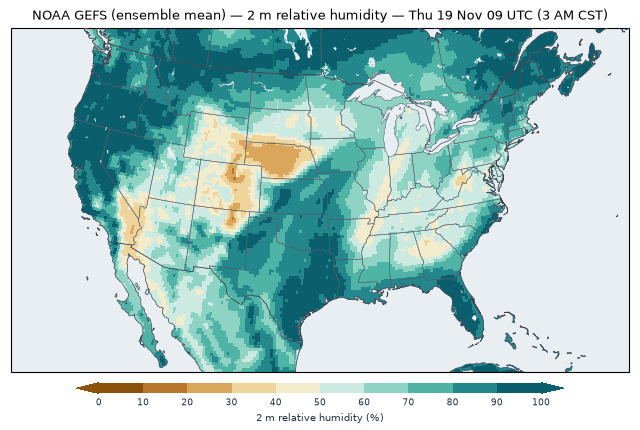 NOAA GEFS (ensemble mean) — 2 m relative humidity — Thu 19 Nov 09 UTC (3 AM CST)
0 10 20 30 40 50 60 70 80 90 100
2 m relative humidity (%)